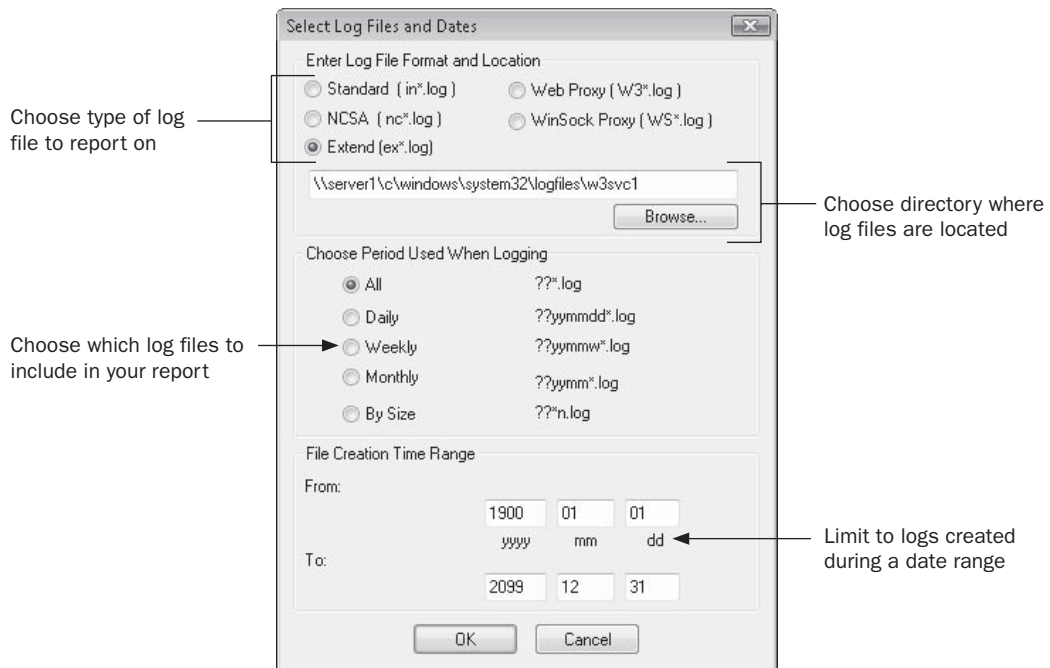 Select Log Files and Dates
Enter Log File Format and Location
Standard ( in*.log )
Web Proxy ( W3*.log )
NCSA ( nc*.log )
WinSock Proxy ( WS*.log )
Extend (ex*.log)
Choose type of log
file to report on
\\server1\c\windows\system32\logfiles\w3svc1
Browse...
Choose directory where
log files are located
Choose Period Used When Logging
All
??*.log
Daily
??yymmdd*.log
Weekly
??yymmw*.log
Monthly
??yymm*.log
By Size
??*n.log
Choose which log files to
include in your report
File Creation Time Range
From:
1900 01 01
yyyy mm dd
To:
2099 12 31
Limit to logs created
during a date range
OK
Cancel